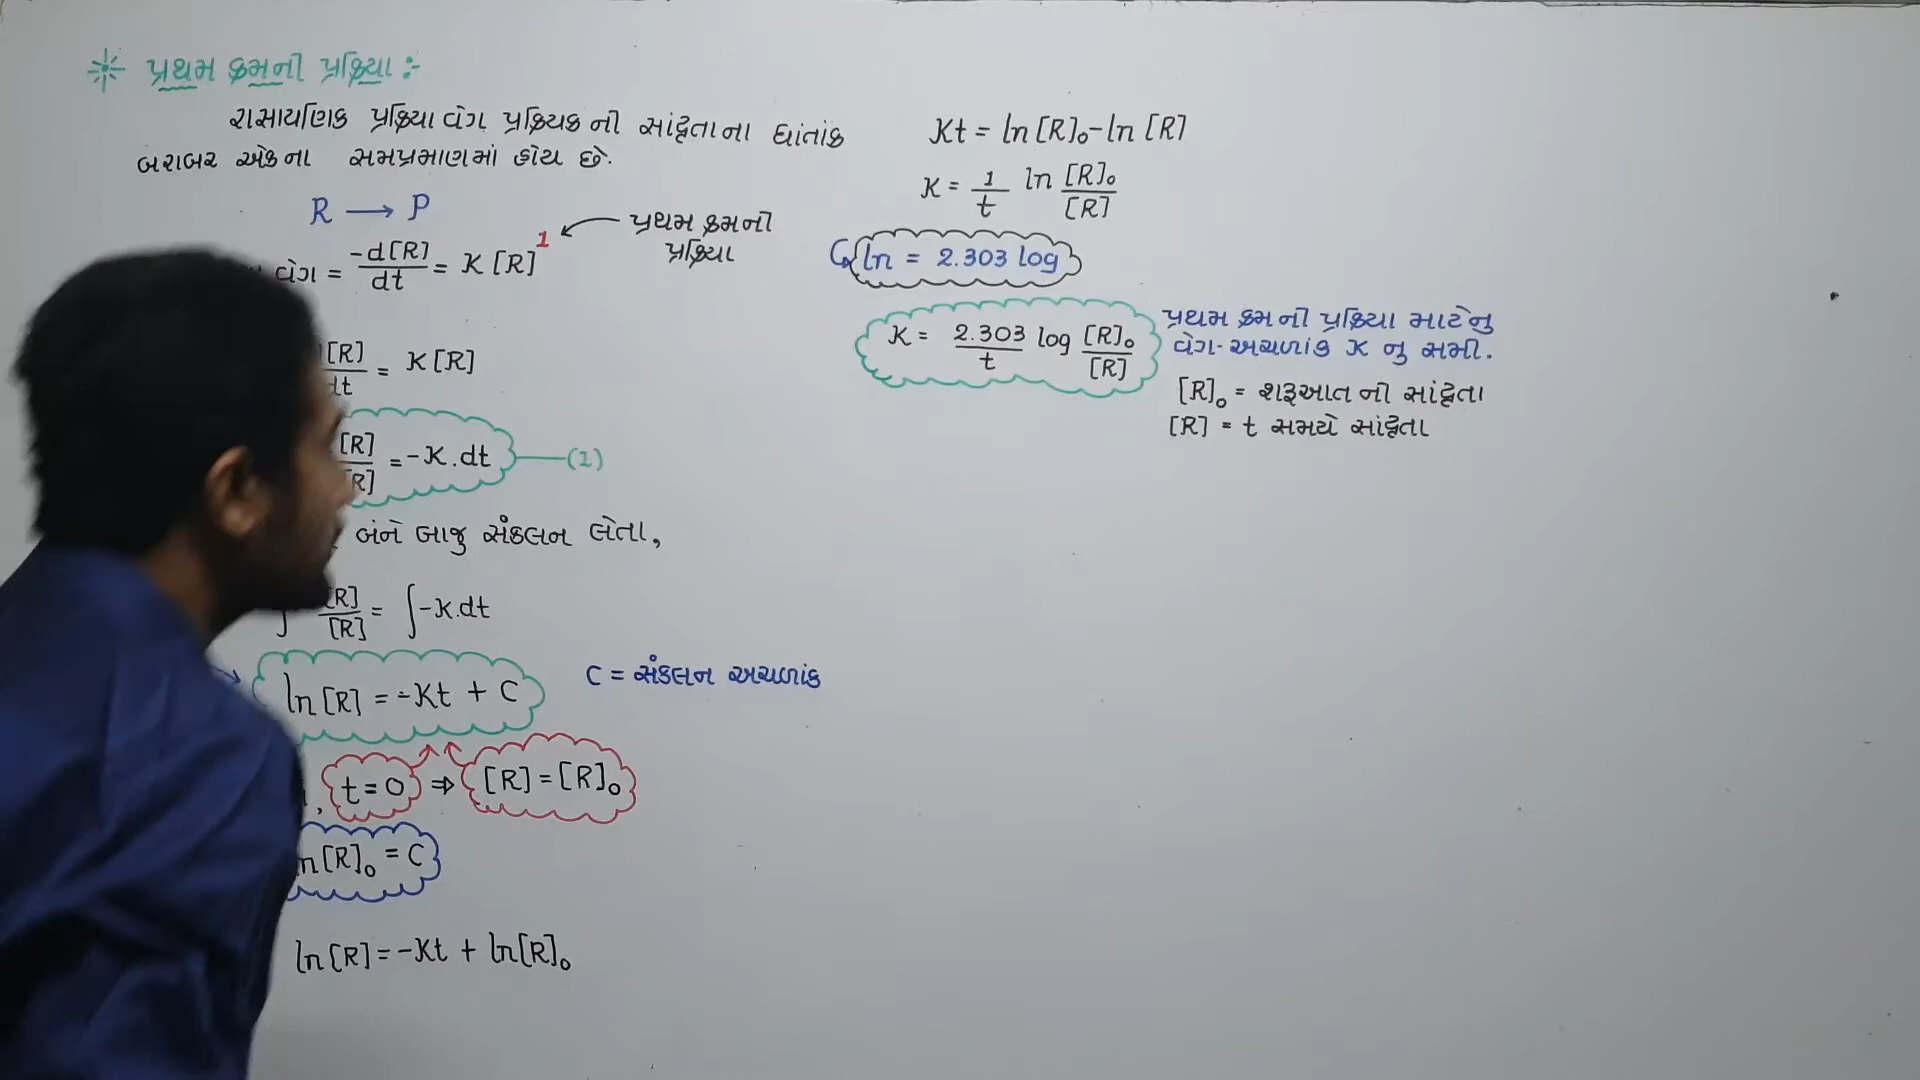 પ્રથમ ક્રમની પ્રક્રિયા :-
રાસાયણિક પ્રક્રિયા વેગ પ્રક્રિયક ની સાંદ્રતાના ઘાતાંક
બરાબર એકના સમપ્રમાણમાં હોય છે.
R → P
વેગ = -d[R]/dt = K [R]¹
પ્રથમ ક્રમની
પ્રક્રિયા
[R]/dt = K [R]
[R]/[R] = -K.dt —(1)
બંને બાજુ સંકલન લેતા,
∫ [R]/[R] = ∫-K.dt
ln [R] = -Kt + C
C = સંકલન અચળાંક
, t=0 ⇒ [R] = [R]₀
n [R]₀ = C
ln [R] = -Kt + ln[R]₀
Kt = ln [R]₀ - ln [R]
K = 1/t ln [R]₀/[R]
ln = 2.303 log
K = 2.303/t log [R]₀/[R]
પ્રથમ ક્રમ ની પ્રક્રિયા માટેનુ
વેગ-અચળાંક K નુ સમી.
[R]₀ = શરૂઆત ની સાંદ્રતા
[R] = t સમયે સાંદ્રતા